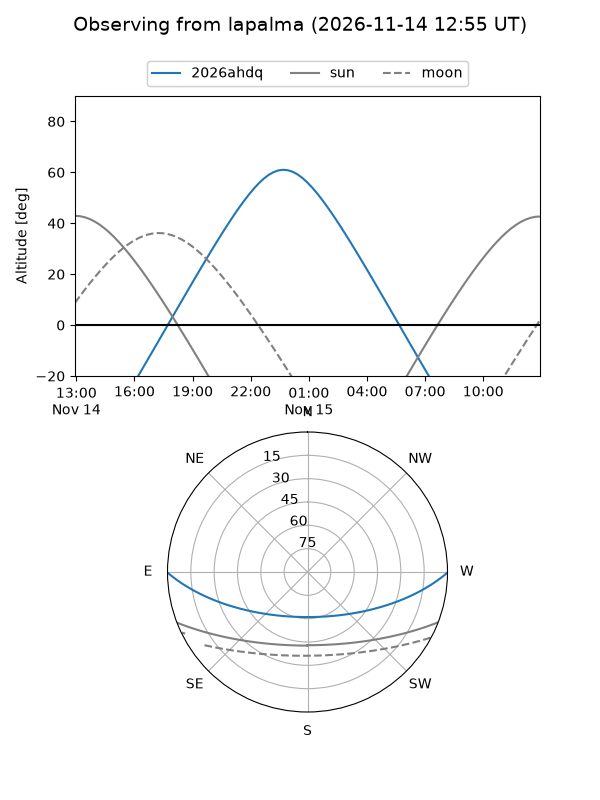 Observing from lapalma (2026-11-14 12:55 UT)
2026ahdq sun moon
Altitude [deg]
80
60
40
20
0
−20
13:00 16:00 19:00 22:00 01:00 04:00 07:00 10:00
Nov 14 Nov 15
N
NE NW
15
30
45
60
75
E W
SE SW
S